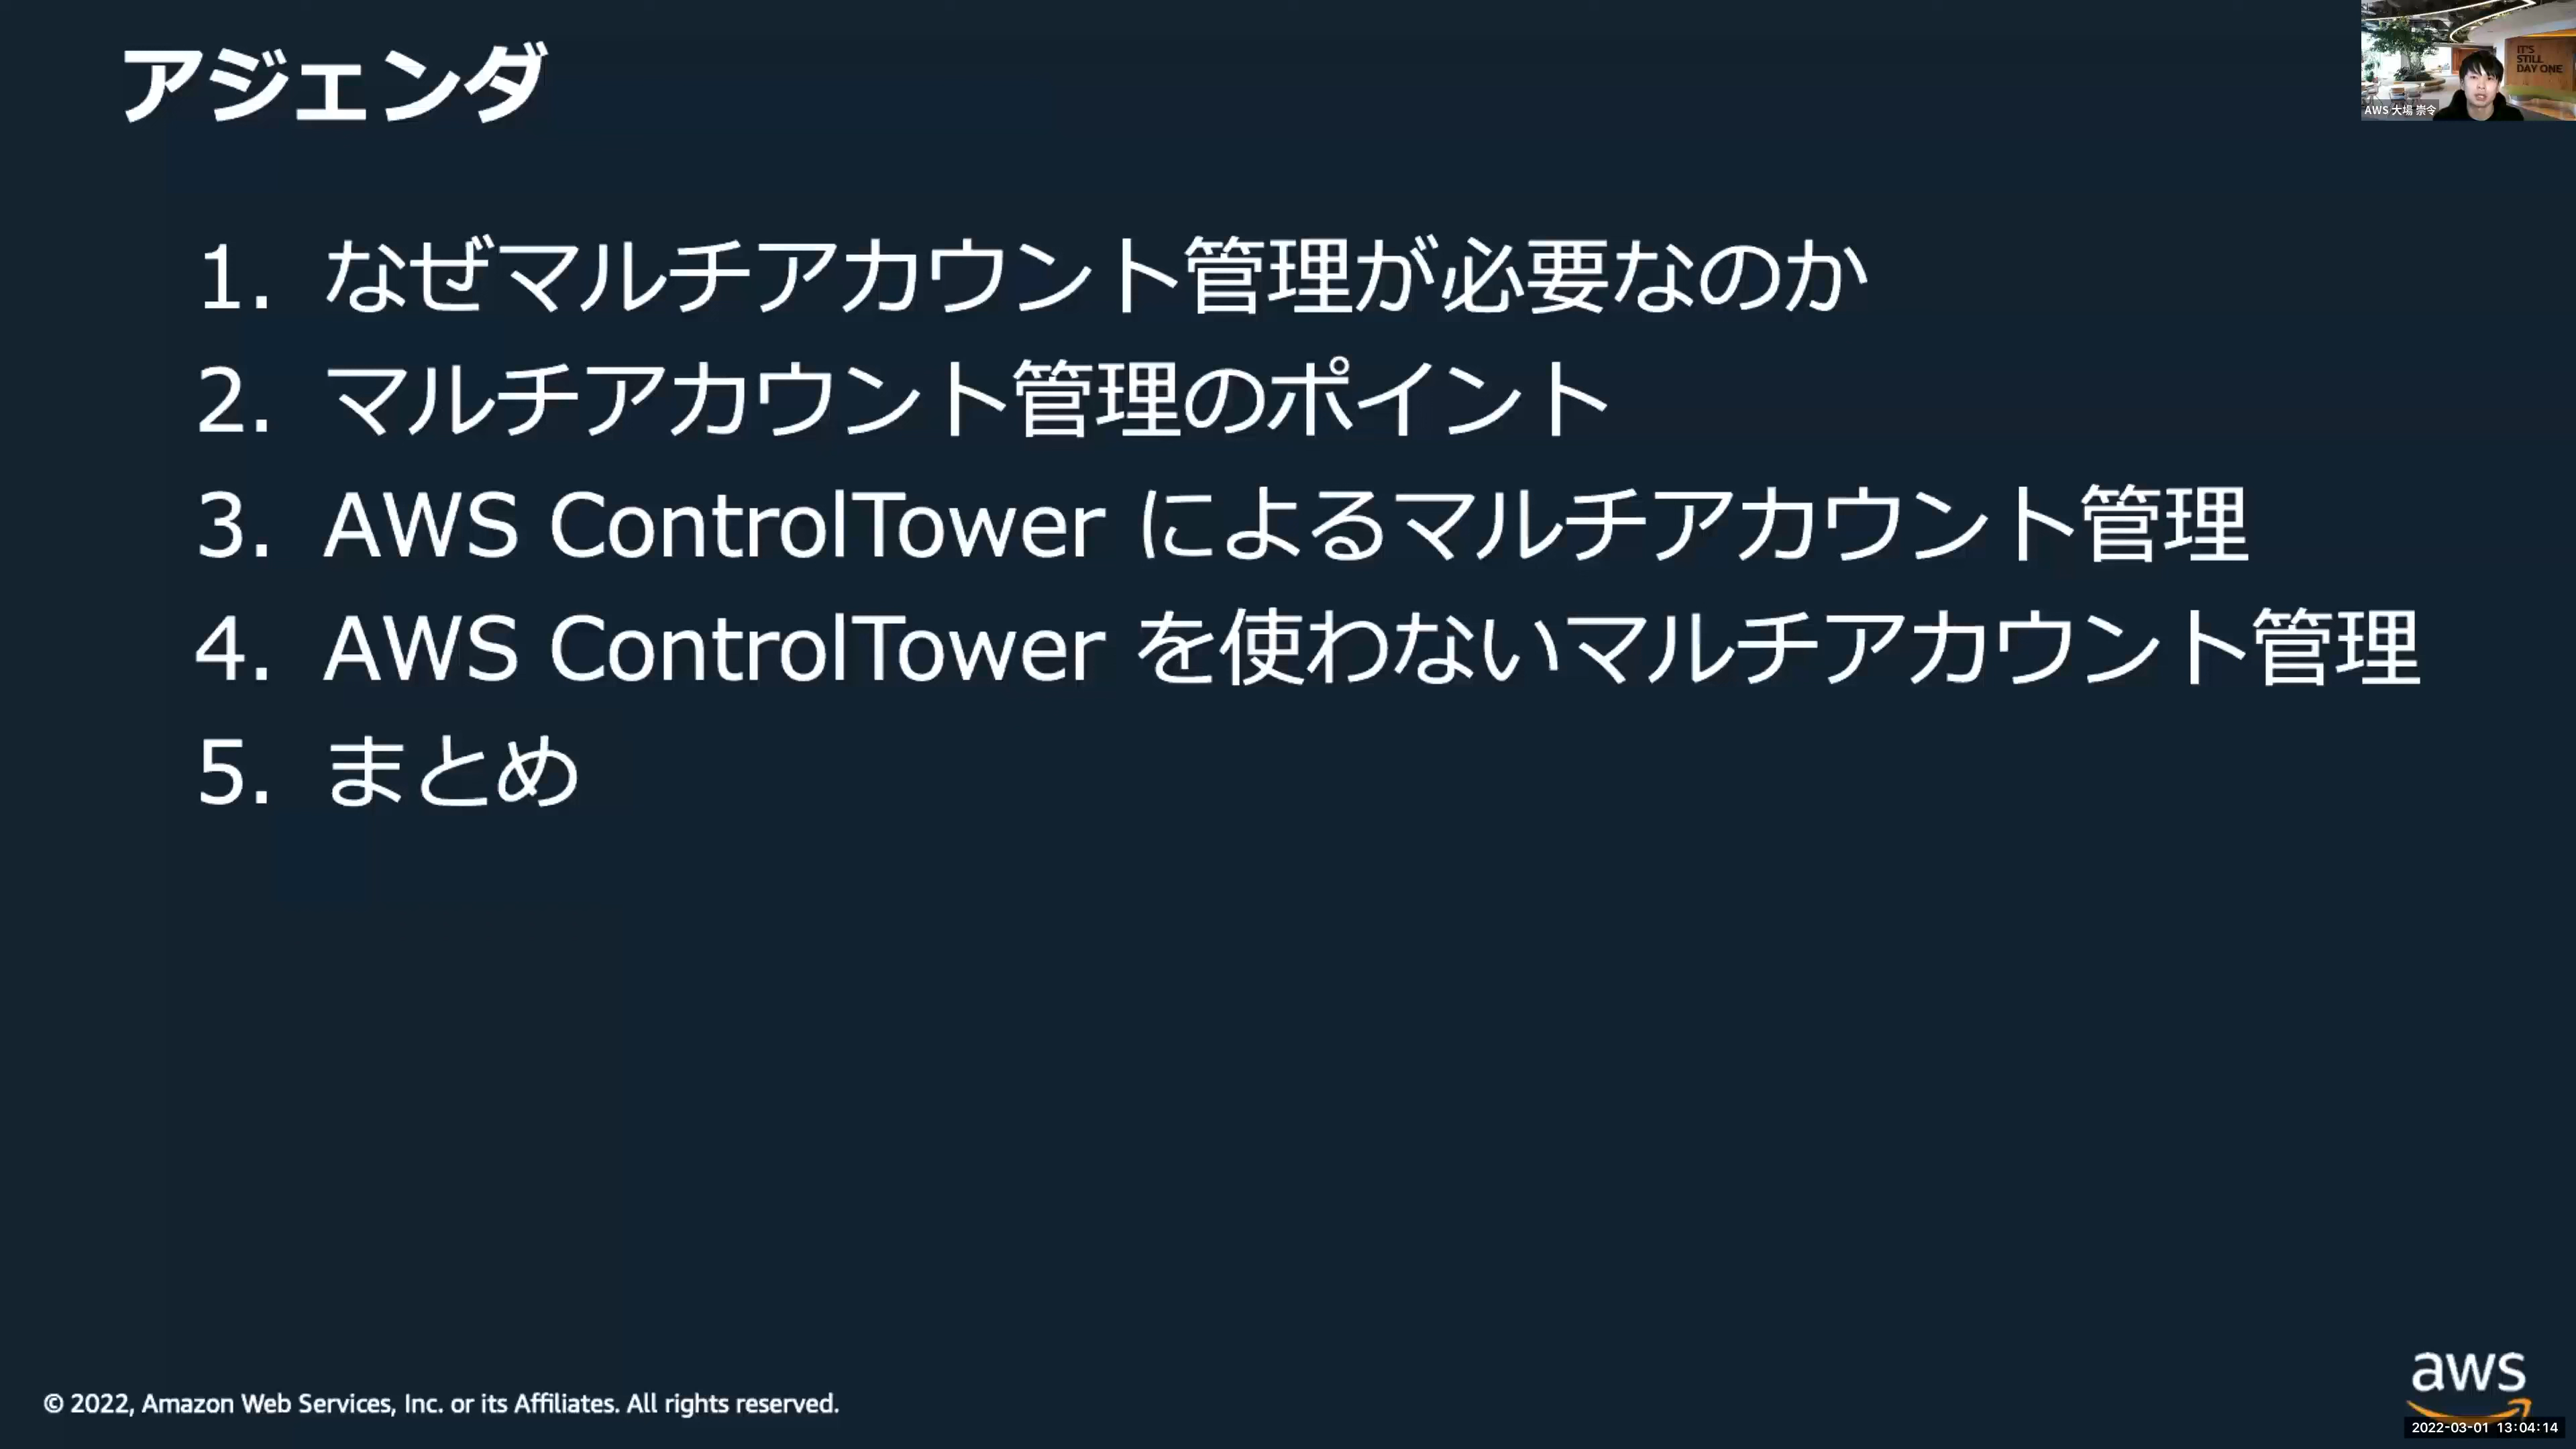 アジェンダ
IT'S
STILL
DAY ONE
AWS 大場 崇令
1. なぜマルチアカウント管理が必要なのか
2. マルチアカウント管理のポイント
3. AWS ControlTower によるマルチアカウント管理
4. AWS ControlTower を使わないマルチアカウント管理
5. まとめ
© 2022, Amazon Web Services, Inc. or its Affiliates. All rights reserved.
aws
2022-03-01 13:04:14